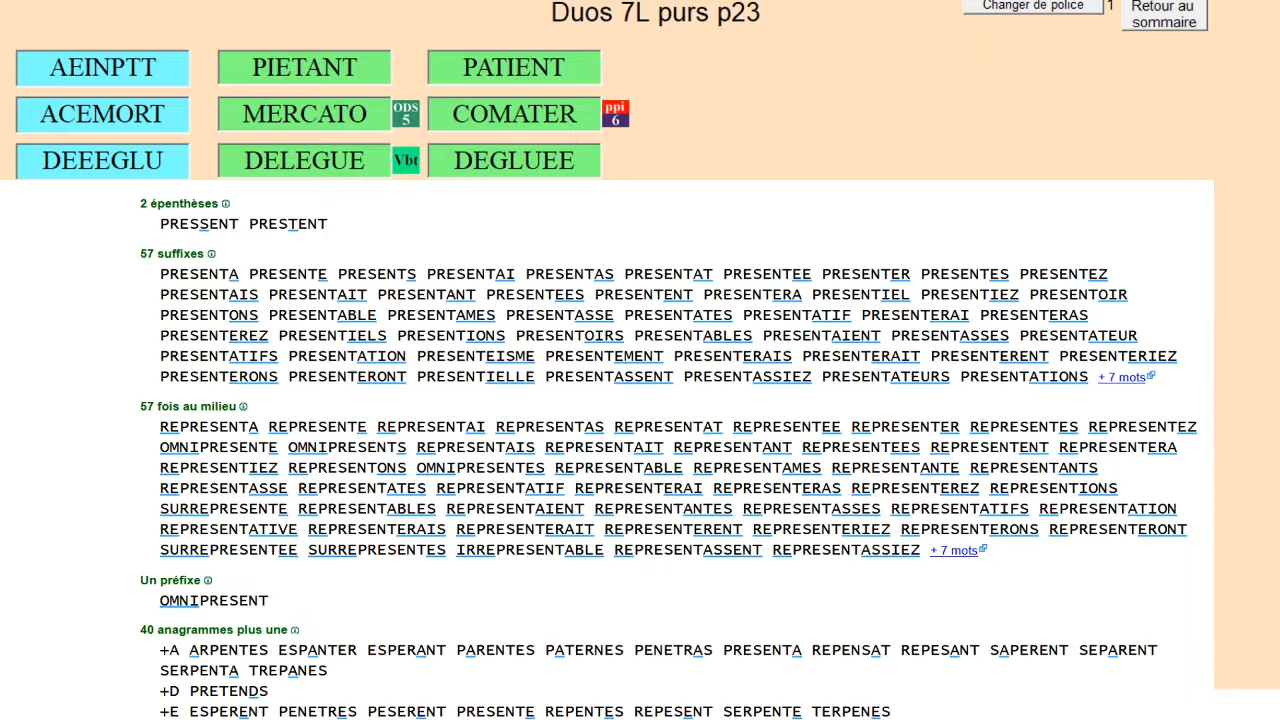 Duos 7L purs p23
Changer de police 1 Retour au sommaire
AEINPTT PIETANT PATIENT
ACEMORT MERCATO ODS 5 COMATER ppi 6
DEEEGLU DELEGUE Vbt DEGLUEE
2 épenthèses
PRESSENT PRESTENT
57 suffixes
PRESENTA PRESENTE PRESENTS PRESENTAI PRESENTAS PRESENTAT PRESENTEE PRESENTER PRESENTES PRESENTEZ
PRESENTAIS PRESENTAIT PRESENTANT PRESENTEES PRESENTENT PRESENTERA PRESENTIEL PRESENTIEZ PRESENTOIR
PRESENTONS PRESENTABLE PRESENTAMES PRESENTASSE PRESENTATES PRESENTATIF PRESENTERAI PRESENTERAS
PRESENTEREZ PRESENTIELS PRESENTIONS PRESENTOIRS PRESENTABLES PRESENTAIENT PRESENTASSES PRESENTATEUR
PRESENTATIFS PRESENTATION PRESENTEISME PRESENTEMENT PRESENTERAIS PRESENTERAIT PRESENTERENT PRESENTERIEZ
PRESENTERONS PRESENTERONT PRESENTIELLE PRESENTASSENT PRESENTASSIEZ PRESENTATEURS PRESENTATIONS + 7 mots
57 fois au milieu
REPRESENTA REPRESENTE REPRESENTAI REPRESENTAS REPRESENTAT REPRESENTEE REPRESENTER REPRESENTES REPRESENTEZ
OMNIPRESENTE OMNIPRESENTS REPRESENTAIS REPRESENTAIT REPRESENTANT REPRESENTEES REPRESENTENT REPRESENTERA
REPRESENTIEZ REPRESENTONS OMNIPRESENTES REPRESENTABLE REPRESENTAMES REPRESENTANTE REPRESENTANTS
REPRESENTASSE REPRESENTATES REPRESENTATIF REPRESENTERAI REPRESENTERAS REPRESENTEREZ REPRESENTIONS
SURREPRESENTE REPRESENTABLES REPRESENTAIENT REPRESENTANTES REPRESENTASSES REPRESENTATIFS REPRESENTATION
REPRESENTATIVE REPRESENTERAIS REPRESENTERAIT REPRESENTERENT REPRESENTERIEZ REPRESENTERONS REPRESENTERONT
SURREPRESENTEE SURREPRESENTES IRREPRESENTABLE REPRESENTASSENT REPRESENTASSIEZ + 7 mots
Un préfixe
OMNIPRESENT
40 anagrammes plus une
+A ARPENTES ESPANTER ESPERANT PARENTES PATERNES PENETRAS PRESENTA REPENSAT REPESANT SAPERENT SEPARENT
SERPENTA TREPANES
+D PRETENDS
+E ESPERENT PENETRES PESERENT PRESENTE REPENTES REPESENT SERPENTE TERPENES